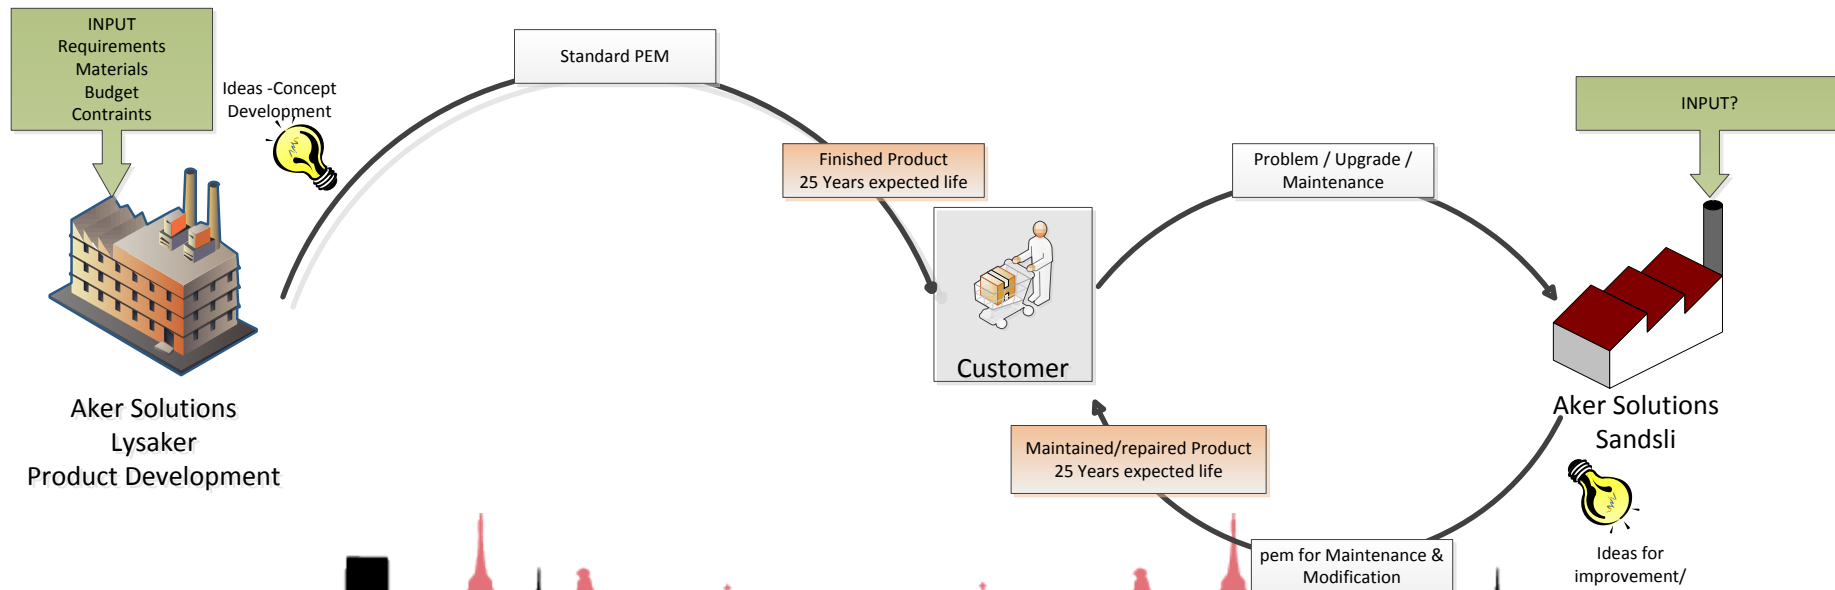 INPUT
Requirements
Materials
Budget
Contraints
Ideas -Concept
Development
Standard PEM
Finished Product
25 Years expected life
Problem / Upgrade /
Maintenance
INPUT?
Customer
Aker Solutions
Lysaker
Product Development
Aker Solutions
Sandsli
Maintained/repaired Product
25 Years expected life
pem for Maintenance &
Modification
Ideas for
improvement/